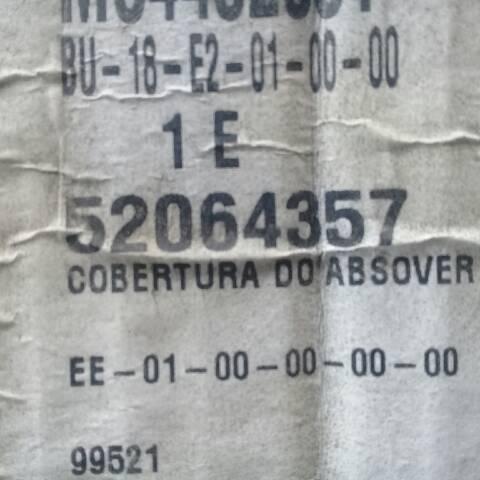 BU-18-E2-01-00-00
1 E
52064357
COBERTURA DO ABSOVER
EE-01-00-00-00-00
99521